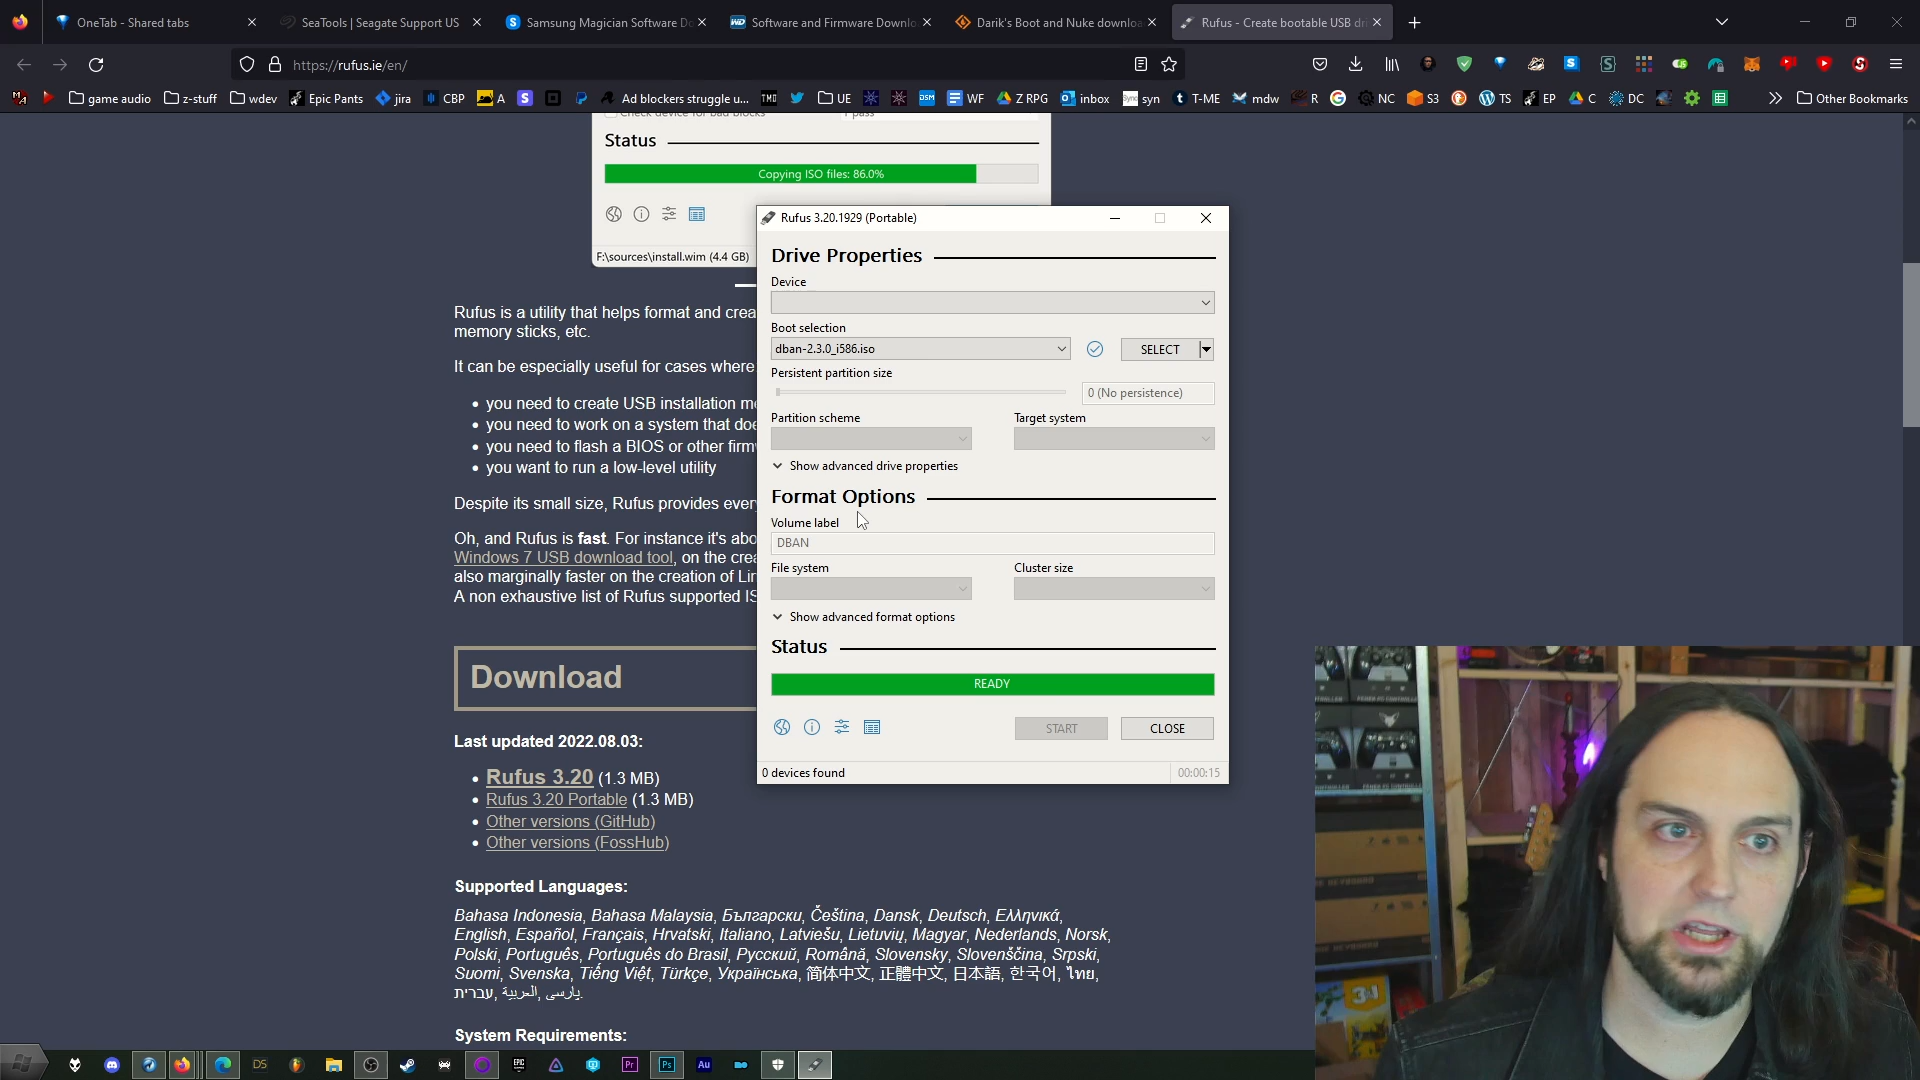 OneTab - Shared tabs
SeaTools | Seagate Support US
Samsung Magician Software Do
Software and Firmware Downlo
Darik's Boot and Nuke downloa
Rufus - Create bootable USB dri
https://rufus.ie/en/
game audio
z-stuff
wdev
Epic Pants
jira
CBP
A
Ad blockers struggle u...
UE
WF
Z RPG
inbox
syn
T-ME
mdw
R
NC
S3
TS
EP
C
DC
Other Bookmarks
Check device for bad blocks
1 pass
Status
Copying ISO files: 86.0%
F:\sources\install.wim (4.4 GB)
Rufus 3.20.1929 (Portable)
Drive Properties
Device
Boot selection
dban-2.3.0_i586.iso
SELECT
Persistent partition size
0 (No persistence)
Partition scheme
Target system
Show advanced drive properties
Format Options
Volume label
DBAN
File system
Cluster size
Show advanced format options
Status
READY
START
CLOSE
0 devices found
00:00:15
Rufus is a utility that helps format and crea
memory sticks, etc.
It can be especially useful for cases where
you need to create USB installation me
you need to work on a system that doe
you need to flash a BIOS or other firm
you want to run a low-level utility
Despite its small size, Rufus provides ever
Oh, and Rufus is fast. For instance it's abo
Windows 7 USB download tool, on the crea
also marginally faster on the creation of Lin
A non exhaustive list of Rufus supported IS
Download
Last updated 2022.08.03:
Rufus 3.20 (1.3 MB)
Rufus 3.20 Portable (1.3 MB)
Other versions (GitHub)
Other versions (FossHub)
Supported Languages:
Bahasa Indonesia, Bahasa Malaysia, Български, Čeština, Dansk, Deutsch, Ελληνικά,
English, Español, Français, Hrvatski, Italiano, Latviešu, Lietuvių, Magyar, Nederlands, Norsk,
Polski, Português, Português do Brasil, Русский, Română, Slovensky, Slovenščina, Srpski,
Suomi, Svenska, Tiếng Việt, Türkçe, Українська, 简体中文, 正體中文, 日本語, 한국어, ไทย,
עברית, العربية, پارسی.
System Requirements: